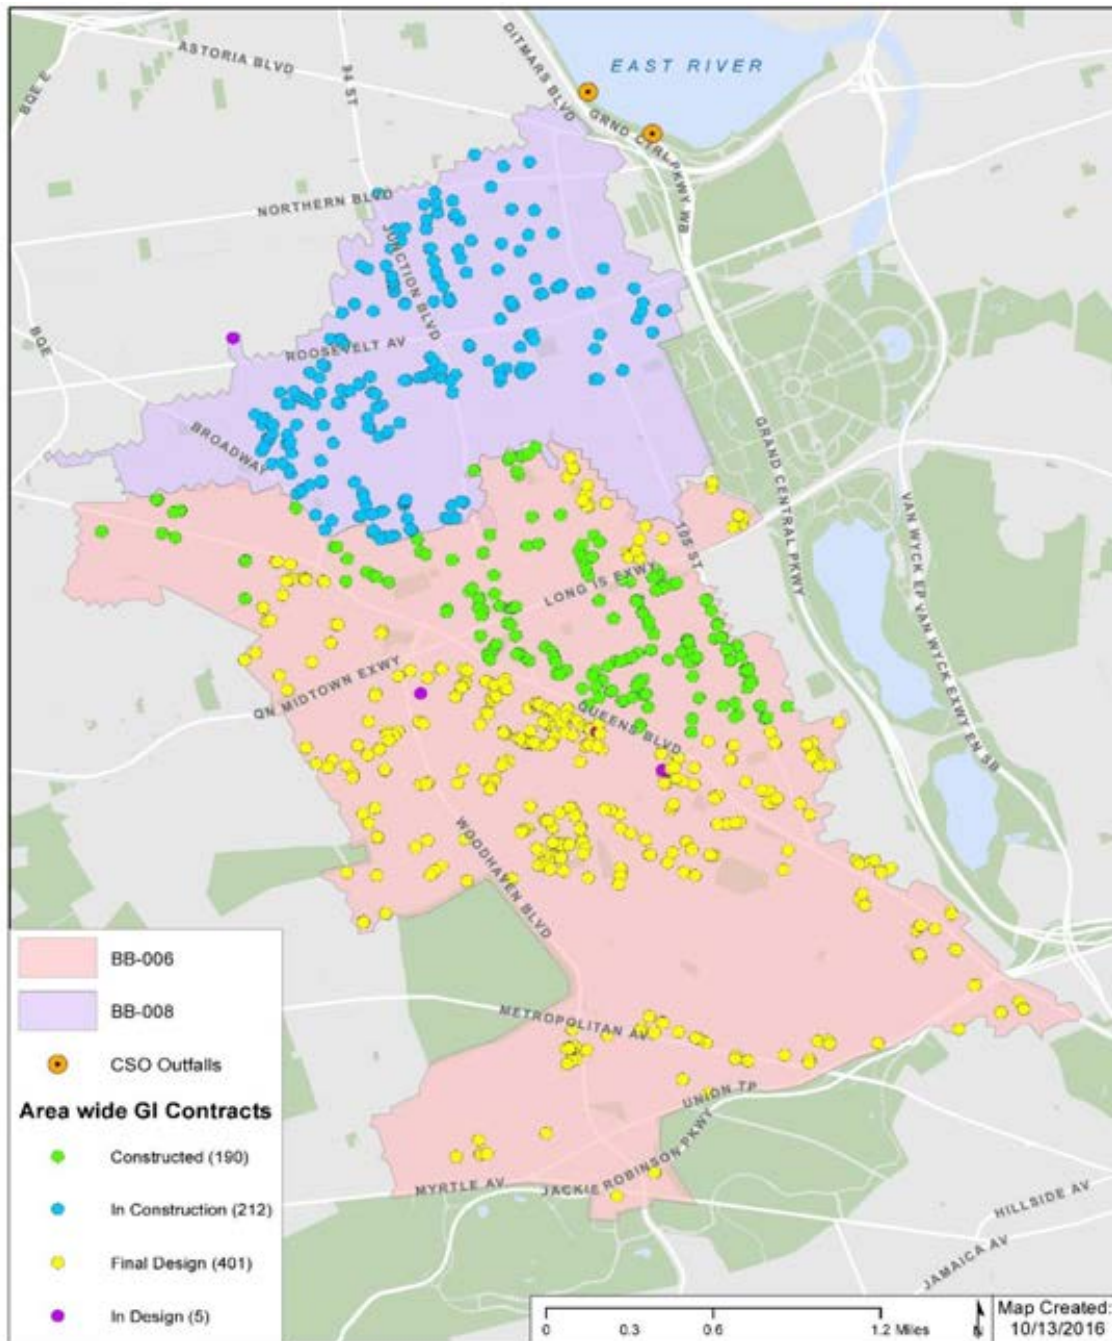 ASTORIA BLVD
BQE E
94 ST
DITMARS BLVD
EAST RIVER
GRND CTRL PKWY WB
NORTHERN BLVD
JUNCTION BLVD
BQE
ROOSEVELT AV
BROADWAY
GRAND CENTRAL PKWY
VAN WYCK EP VAN WYCK EXWY EN SB
108 ST
LONG IS EXWY
QN MIDTOWN EXWY
QUEENS BLVD
WOODHAVEN BLVD
METROPOLITAN AV
UNION TP
MYRTLE AV
JACKIE ROBINSON PKWY
HILLSIDE AV
JAMAICA AV
BB-006
BB-008
CSO Outfalls
Area wide GI Contracts
Constructed (190)
In Construction (212)
Final Design (401)
In Design (5)
0 0.3 0.6 1.2 Miles
N
Map Created:
10/13/2016